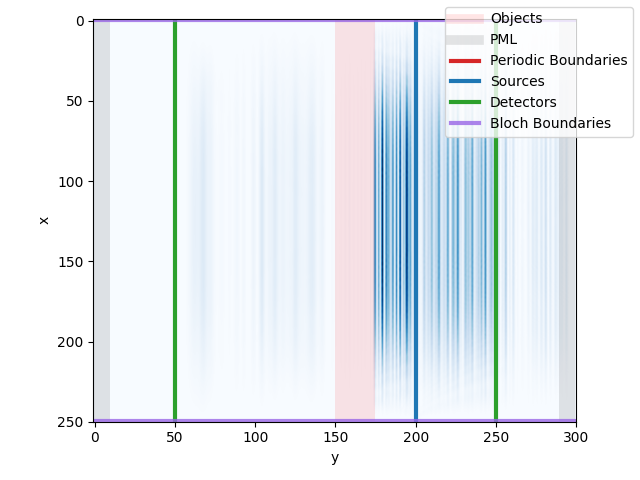 Objects
PML
Periodic Boundaries
Sources
Detectors
Bloch Boundaries
0
50
100
150
200
250
x
0 50 100 150 200 250 300
y